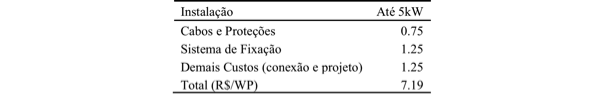 Instalação Até 5kW
Cabos e Proteções 0.75
Sistema de Fixação 1.25
Demais Custos (conexão e projeto) 1.25
Total (R$/WP) 7.19